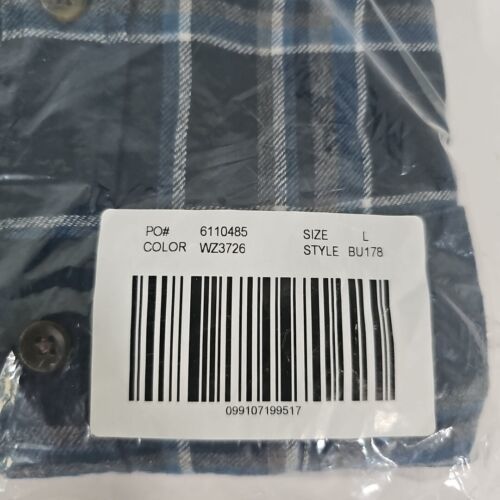 PO# 6110485 SIZE L
COLOR WZ3726 STYLE BU178
099107199517